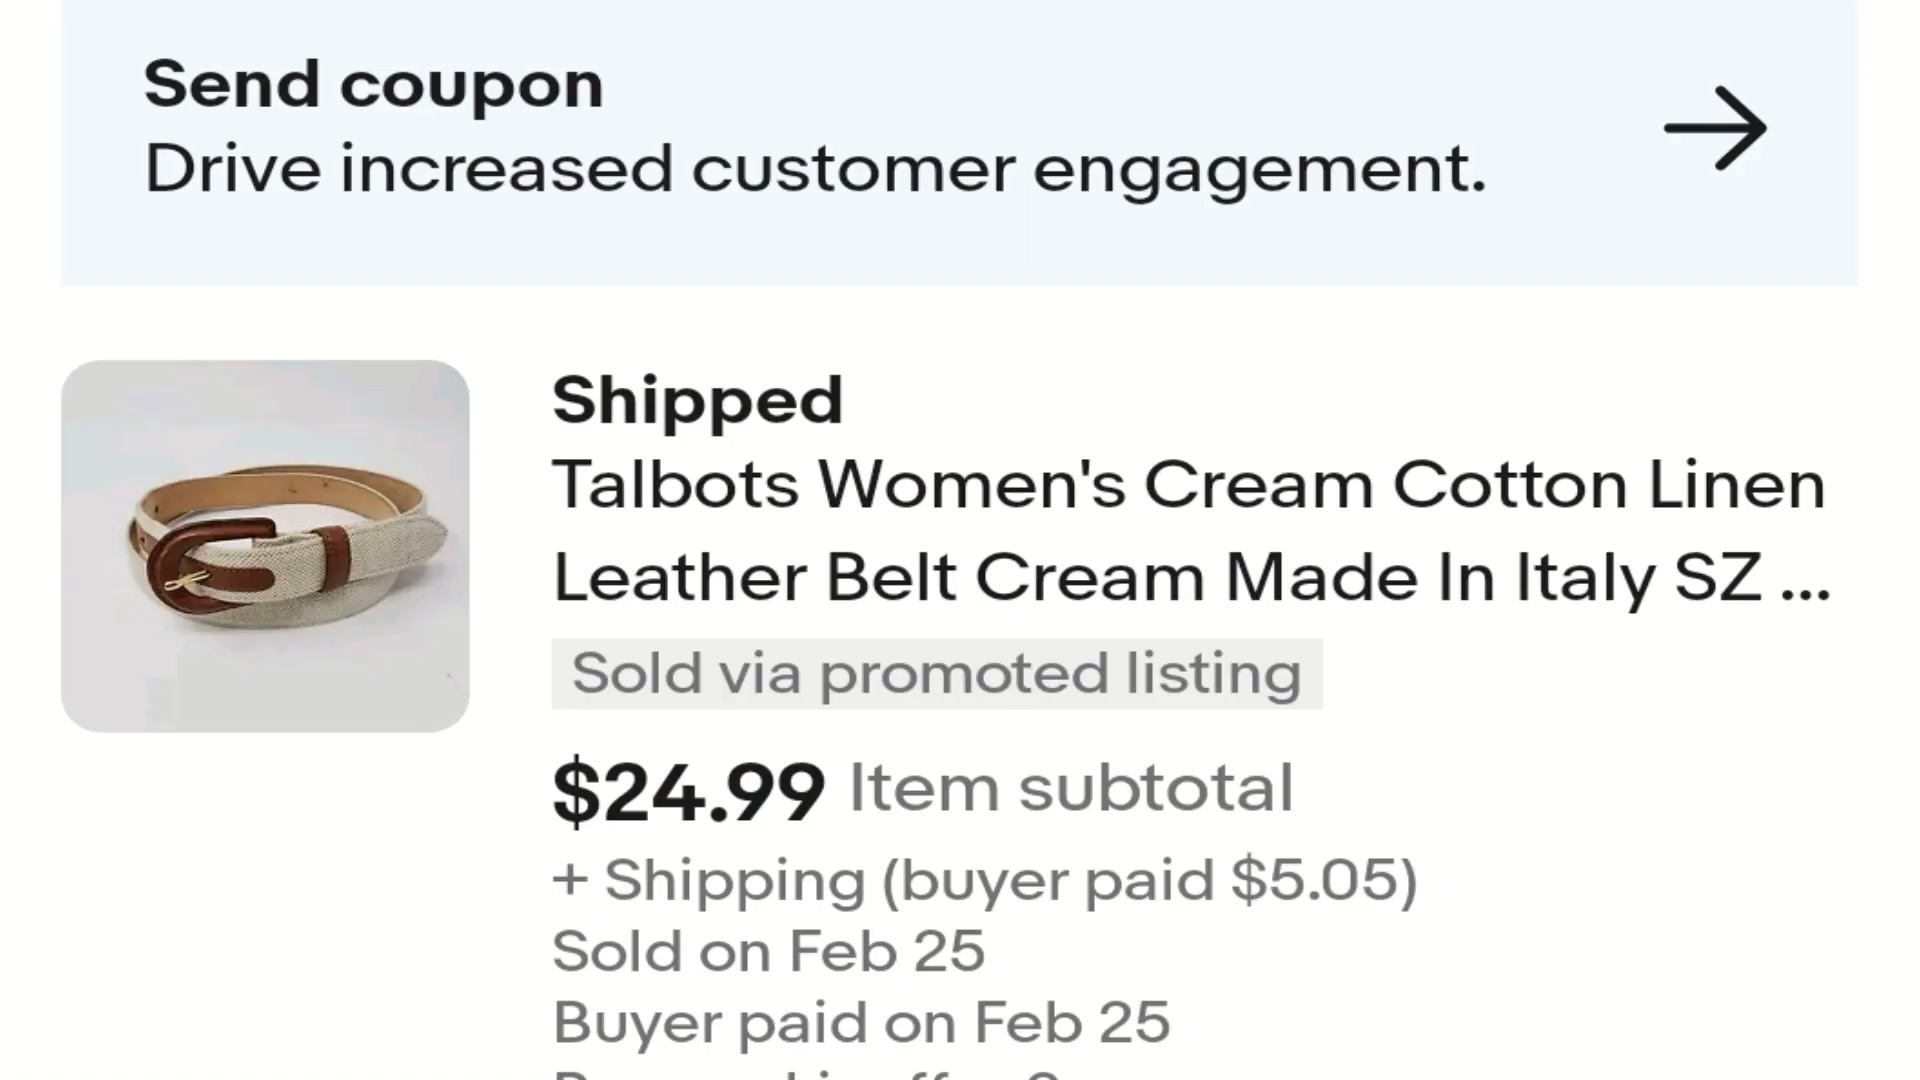 Send coupon
Drive increased customer engagement.
Shipped
Talbots Women's Cream Cotton Linen
Leather Belt Cream Made In Italy SZ ...
Sold via promoted listing
$24.99 Item subtotal
+ Shipping (buyer paid $5.05)
Sold on Feb 25
Buyer paid on Feb 25